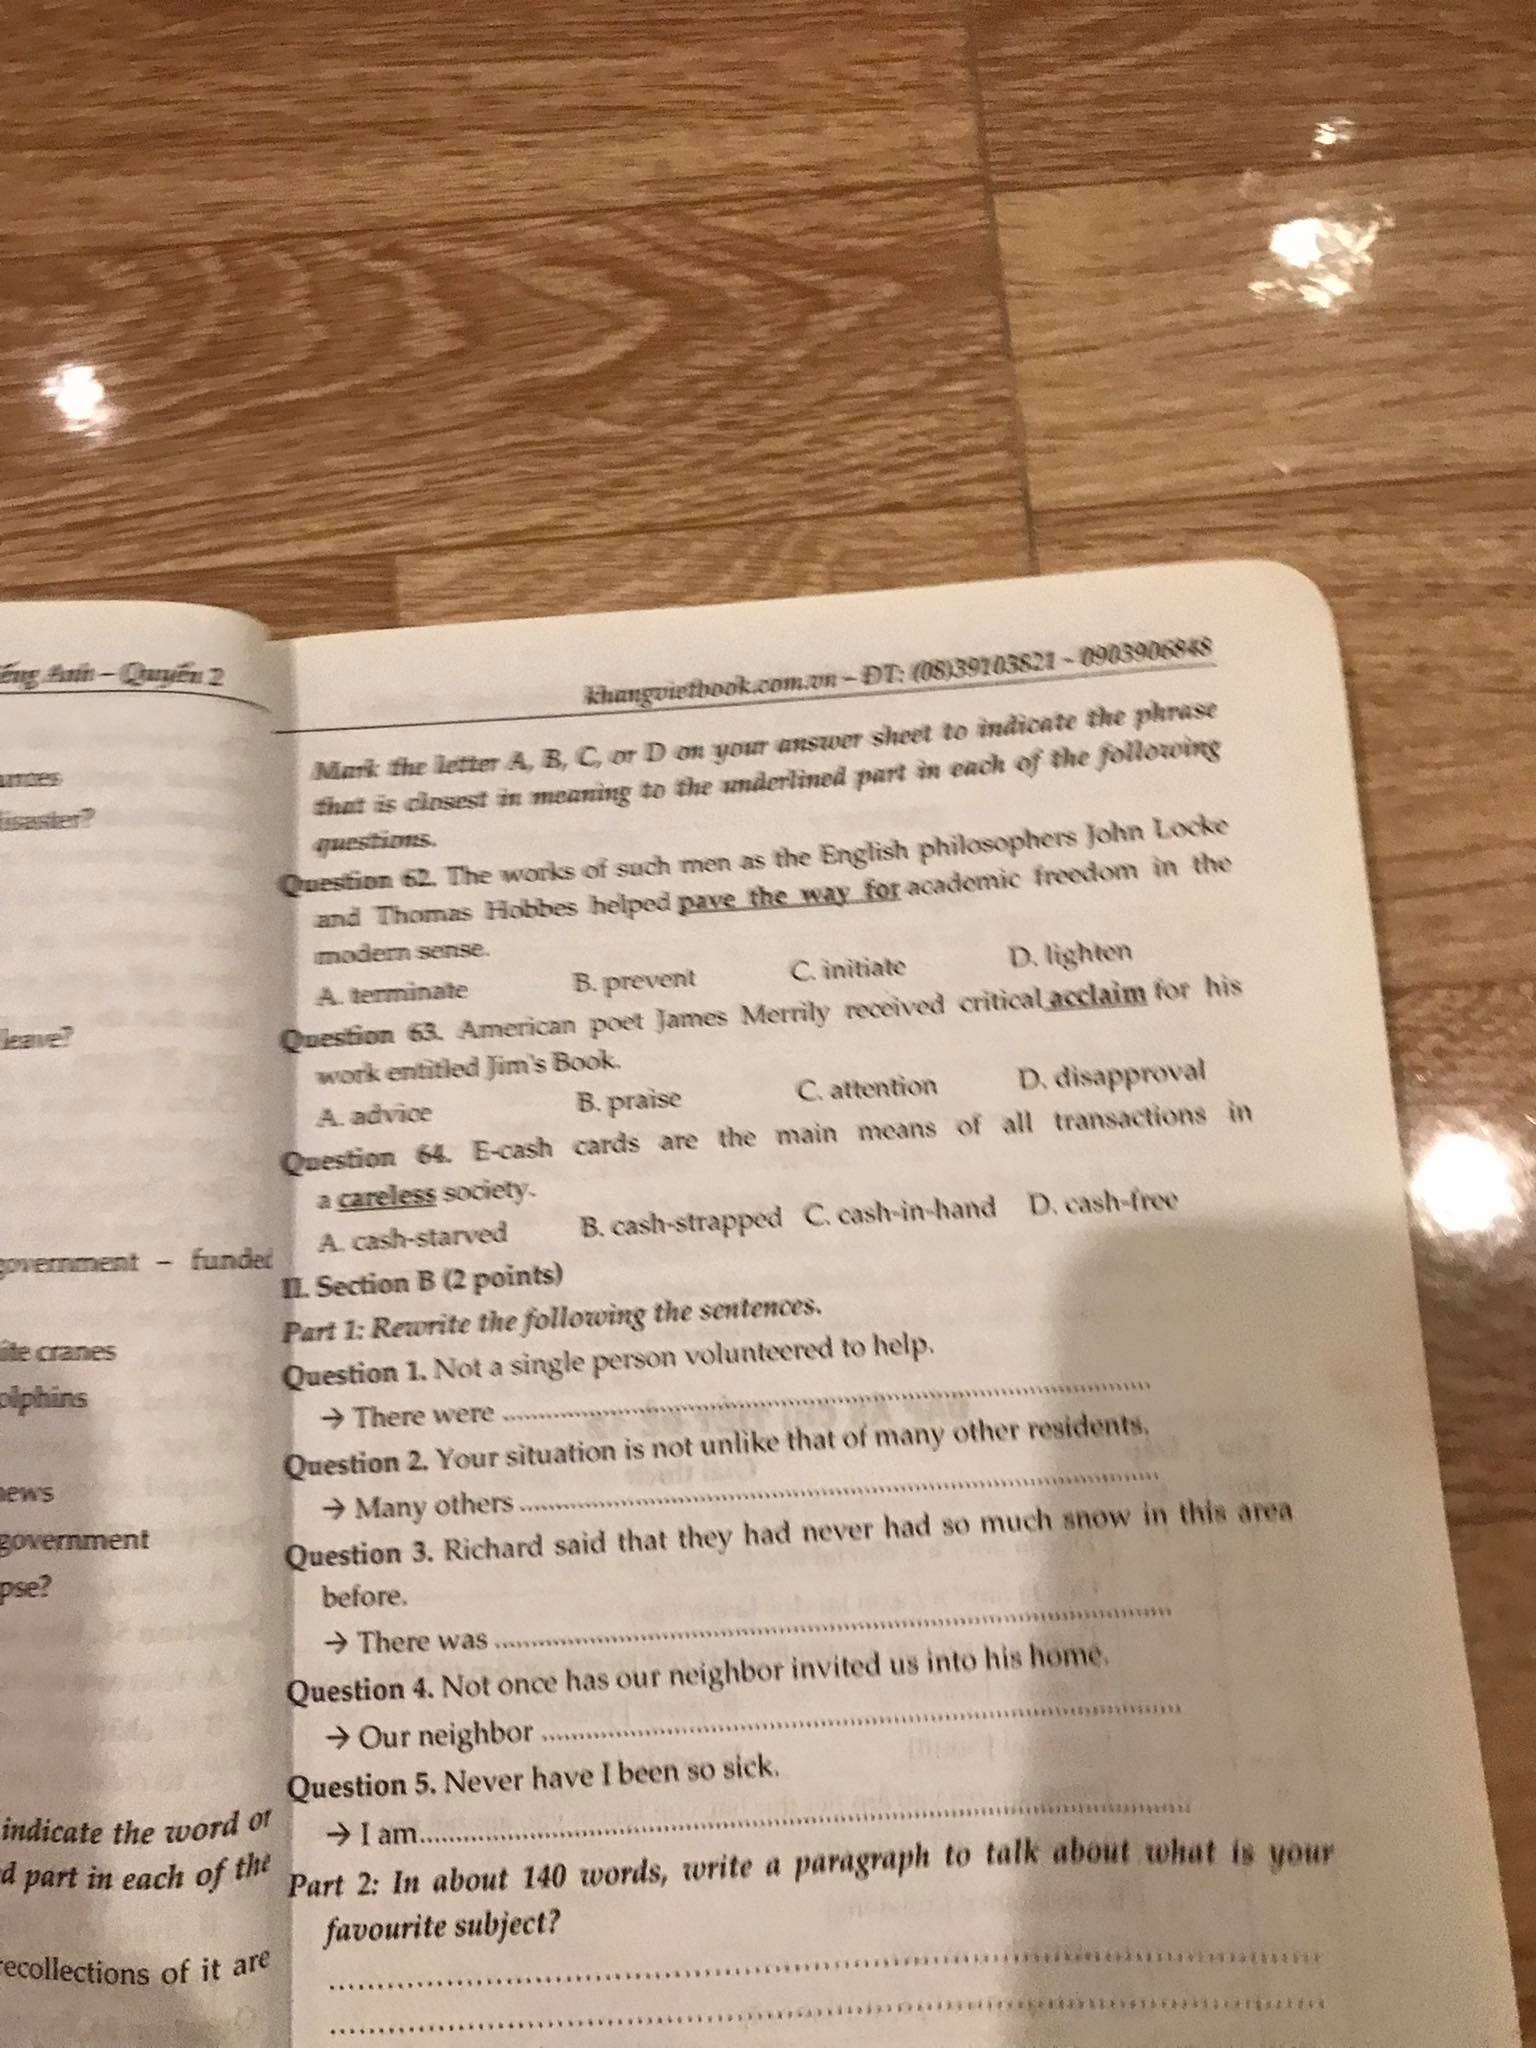 Quyển 2
disaster?
leave?
government – funded
cranes
government
indicate the word or
part in each of the
recollections of it are
khangvietbook.com.vn – ĐT: (08)39103821 - 0903906848
Mark the letter A, B, C, or D on your answer sheet to indicate the phrase
that is closest in meaning to the underlined part in each of the following
questions.
Question 62. The works of such men as the English philosophers John Locke
and Thomas Hobbes helped pave the way for academic freedom in the
modern sense.
A. terminate B. prevent C. initiate D. lighten
Question 63. American poet James Merrily received critical acclaim for his
work entitled Jim's Book.
A. advice B. praise C. attention D. disapproval
Question 64. E-cash cards are the main means of all transactions in
a careless society.
A. cash-starved B. cash-strapped C. cash-in-hand D. cash-free
II. Section B (2 points)
Part 1: Rewrite the following the sentences.
Question 1. Not a single person volunteered to help.
→ There were ..........
Question 2. Your situation is not unlike that of many other residents.
→ Many others ..........
Question 3. Richard said that they had never had so much snow in this area
before.
→ There was ..........
Question 4. Not once has our neighbor invited us into his home.
→ Our neighbor ..........
Question 5. Never have I been so sick.
→ I am..........
Part 2: In about 140 words, write a paragraph to talk about what is your
favourite subject?